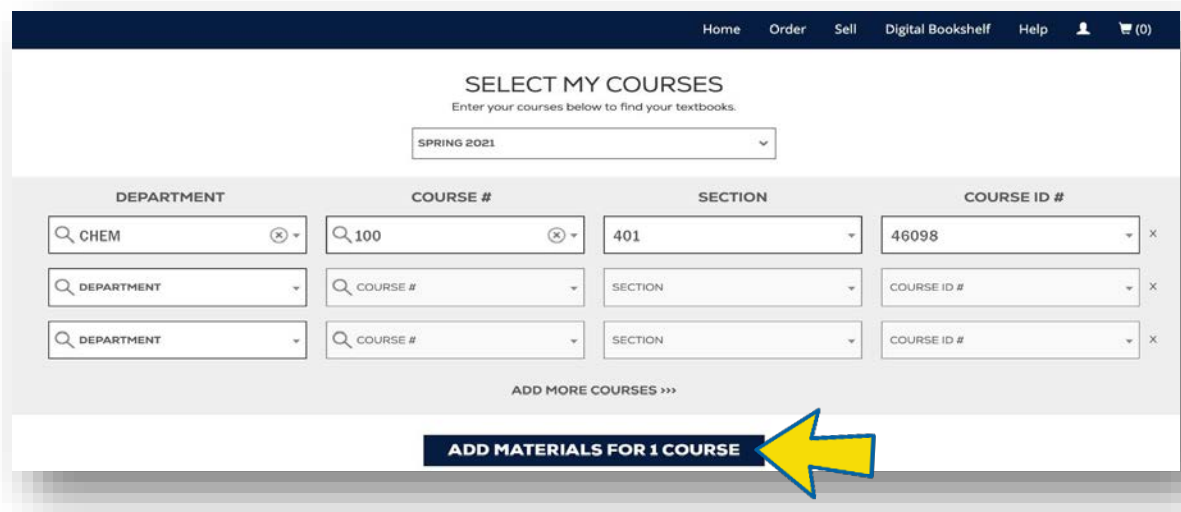 Home Order Sell Digital Bookshelf Help (0)
SELECT MY COURSES
Enter your courses below to find your textbooks.
SPRING 2021
DEPARTMENT COURSE # SECTION COURSE ID #
CHEM 100 401 46098 x
DEPARTMENT COURSE # SECTION COURSE ID # x
DEPARTMENT COURSE # SECTION COURSE ID # x
ADD MORE COURSES >>>
ADD MATERIALS FOR 1 COURSE